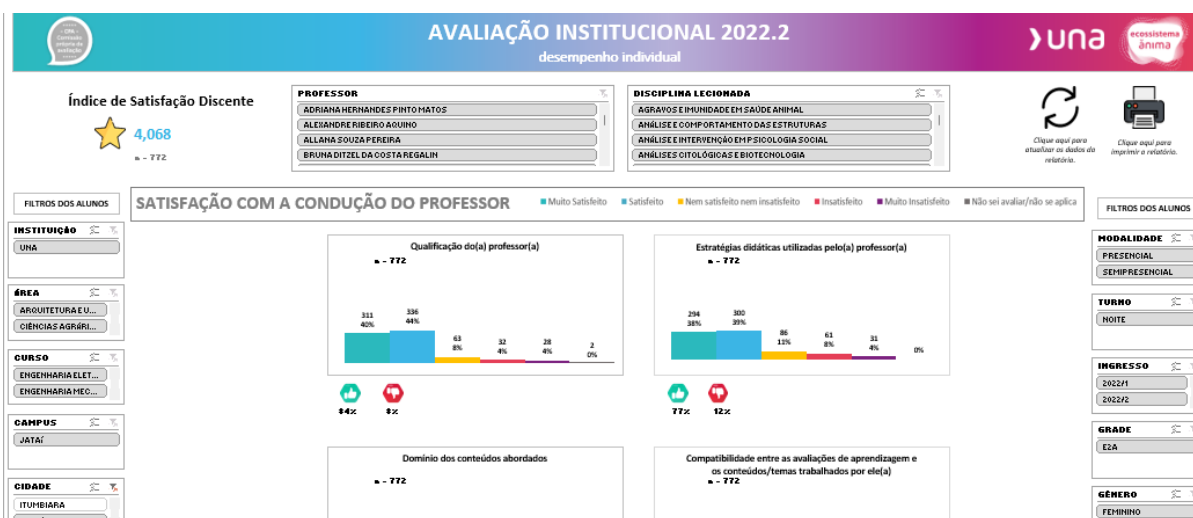 - CPA -
Comissão
própria de
avaliação
AVALIAÇÃO INSTITUCIONAL 2022.2
desempenho individual
una
ecossistema
ânima
Índice de Satisfação Discente
4,068
n - 772
PROFESSOR
ADRIANA HERNANDES PINTO MATOS
ALEXANDRE RIBEIRO AQUINO
ALLANA SOUZA PEREIRA
BRUNA DITZEL DA COSTA REGALIN
DISCIPLINA LECIONADA
AGRAVOS E IMUNIDADE EM SAÚDE ANIMAL
ANÁLISE E COMPORTAMENTO DAS ESTRUTURAS
ANÁLISE E INTERVENÇÃO EM PSICOLOGIA SOCIAL
ANÁLISES CITOLÓGICAS E BIOTECNOLOGIA
Clique aqui para
atualizar os dados do
relatório.
Clique aqui para
imprimir o relatório.
FILTROS DOS ALUNOS
SATISFAÇÃO COM A CONDUÇÃO DO PROFESSOR
Muito Satisfeito
Satisfeito
Nem satisfeito nem insatisfeito
Insatisfeito
Muito Insatisfeito
Não sei avaliar/não se aplica
FILTROS DOS ALUNOS
INSTITUIÇÃO
UNA
ÁREA
ARQUITETURA E U...
CIÊNCIAS AGRÁRI...
CURSO
ENGENHARIA ELET...
ENGENHARIA MEC...
CAMPUS
JATAÍ
CIDADE
ITUMBIARA
Qualificação do(a) professor(a)
n - 772
311
40%
336
44%
63
8%
32
4%
28
4%
2
0%
84%
8%
Estratégias didáticas utilizadas pelo(a) professor(a)
n - 772
294
38%
300
39%
86
11%
61
8%
31
4%
0%
77%
12%
Domínio dos conteúdos abordados
n - 772
Compatibilidade entre as avaliações de aprendizagem e
os conteúdos/temas trabalhados por ele(a)
n - 772
MODALIDADE
PRESENCIAL
SEMIPRESENCIAL
TURNO
NOITE
INGRESSO
2022/1
2022/2
GRADE
E2A
GÊNERO
FEMININO